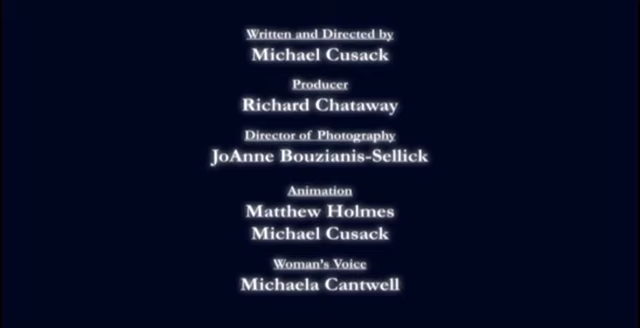 Written and Directed by
Michael Cusack
Producer
Richard Chataway
Director of Photography
JoAnne Bouzianis-Sellick
Animation
Matthew Holmes
Michael Cusack
Woman's Voice
Michaela Cantwell